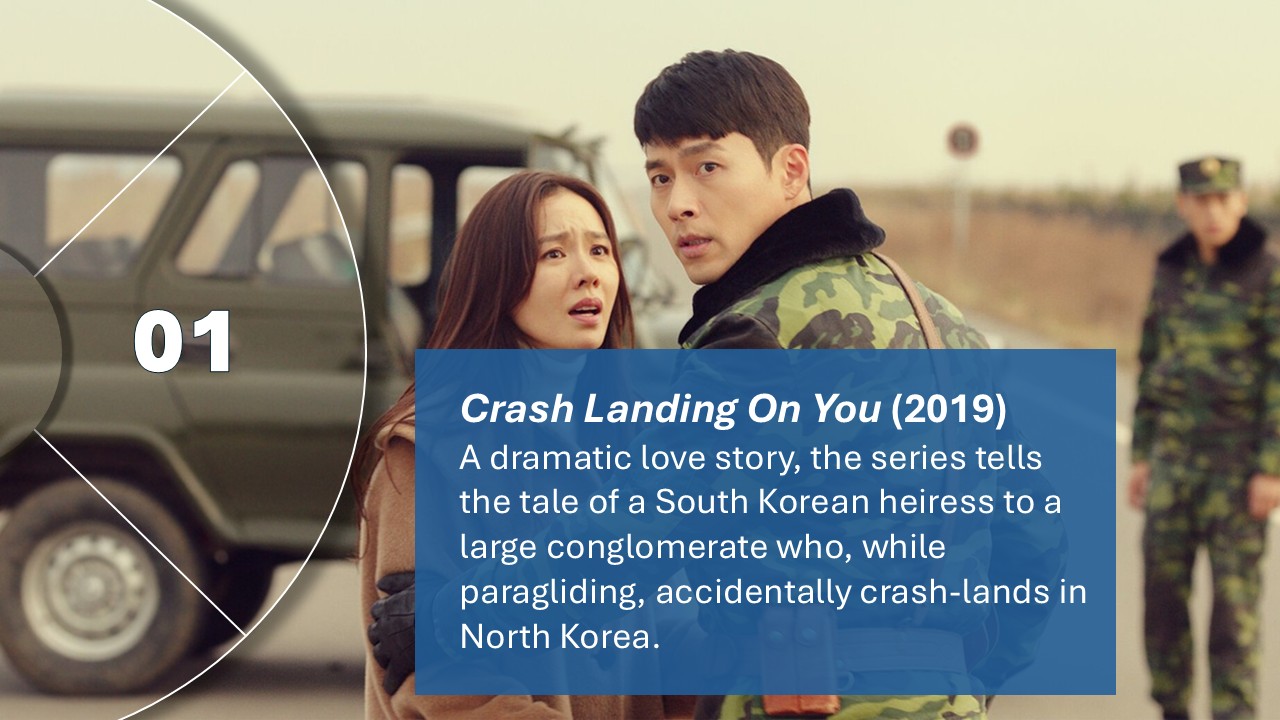 01
Crash Landing On You (2019)
A dramatic love story, the series tells
the tale of a South Korean heiress to a
large conglomerate who, while
paragliding, accidentally crash-lands in
North Korea.